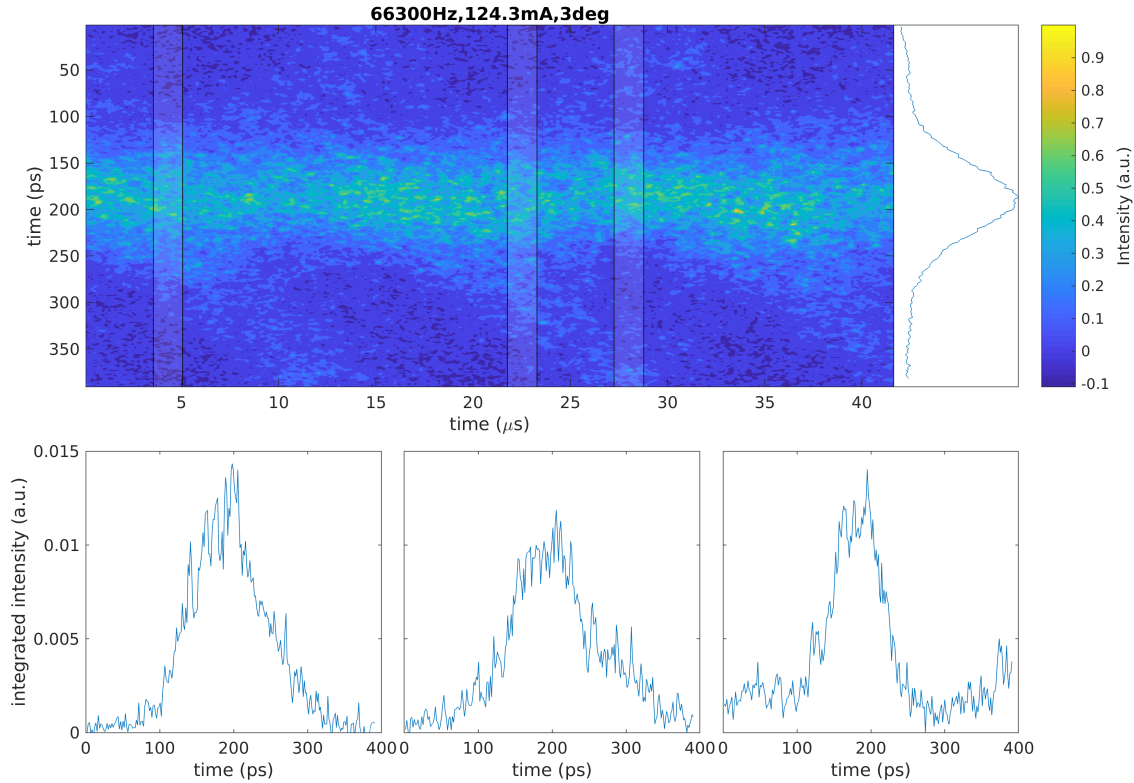 66300Hz,124.3mA,3deg
time (ps)
50
100
150
200
250
300
350
5
10
15
20
25
30
35
40
time (μs)
0.9
0.8
0.7
0.6
0.5
0.4
0.3
0.2
0.1
0
-0.1
Intensity (a.u.)
integrated intensity (a.u.)
0.015
0.01
0.005
0
0 100 200 300 400
time (ps)
0 100 200 300 400
time (ps)
0 100 200 300 400
time (ps)